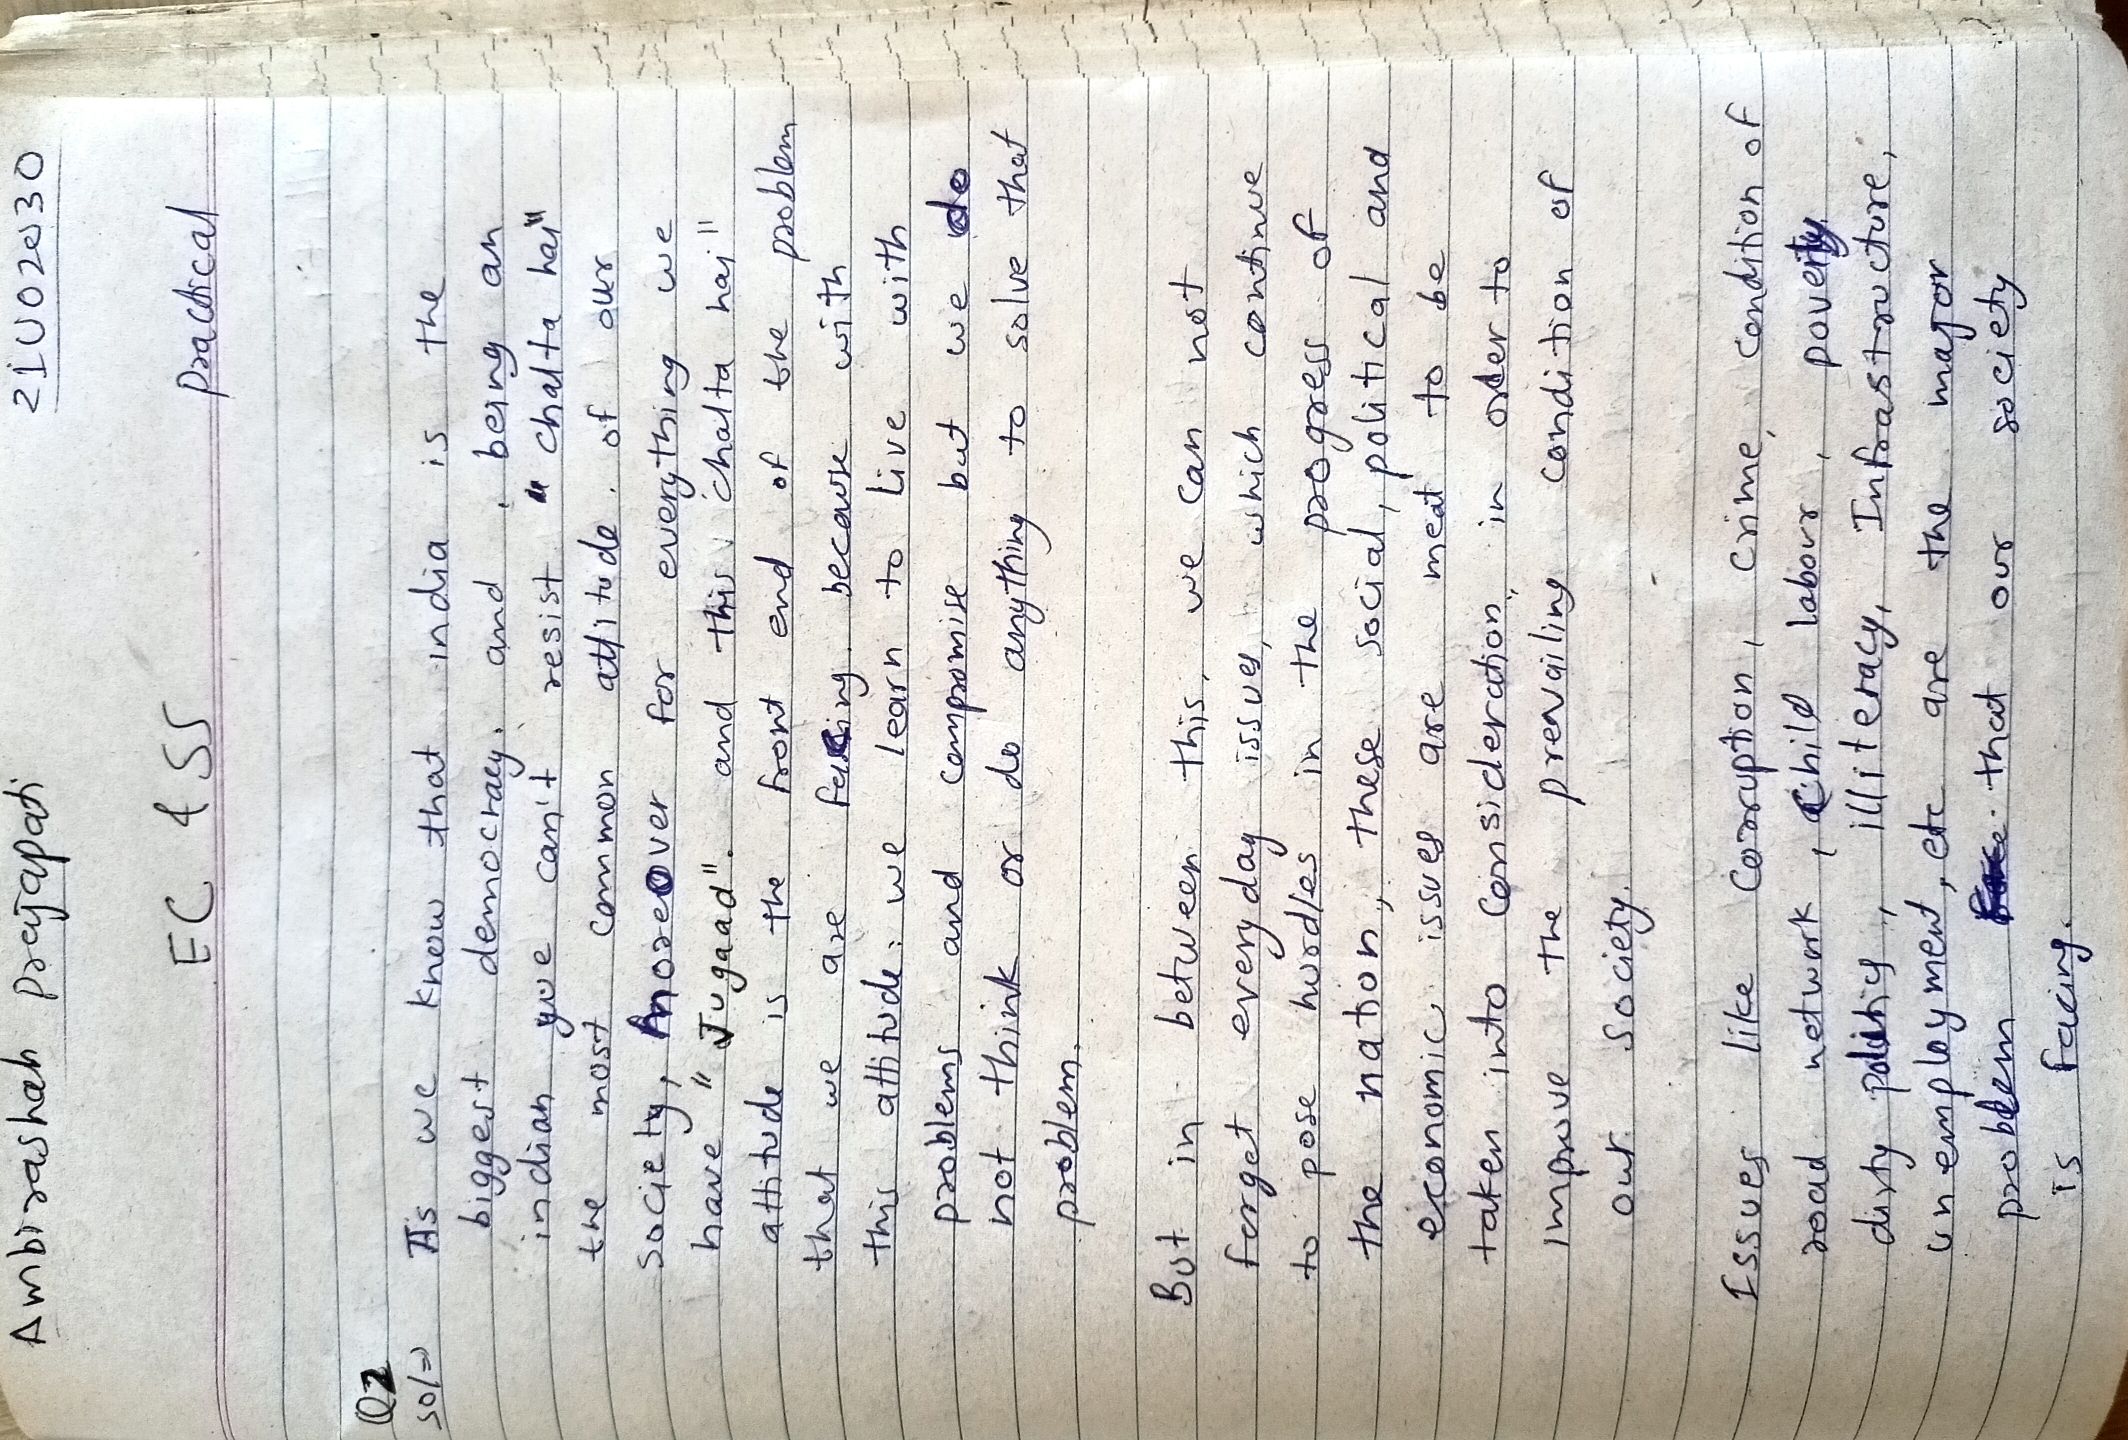 Ambirashah prajapati 21U02030
EC & SS practical
Q2
sol=> As we know that india is the
biggest democracy. and , being an
indian you can't resist "chalta hai"
the most common attitude. of our
society, moreover for everything we
have "Jugaad". and this "chalta hai"
attitude is the front end of the problem
that we are facing. because with
this attitude: we learn to live with
problems and compromise but we do
not think or do anything to solve that
problem.
But in between this, we can not
forget everyday issues, which continue
to pose hurdles in the progress of
the nation, these social, political and
economic issues are meat to be
taken into consideration, in order to
improve the prevailing condition of
our society.
Issues like corruption, crime, condition of
road network, child labour, poverty,
dirty politics, illiteracy, Infrastructure,
unemployment, etc are the major
problem that our society
is facing.